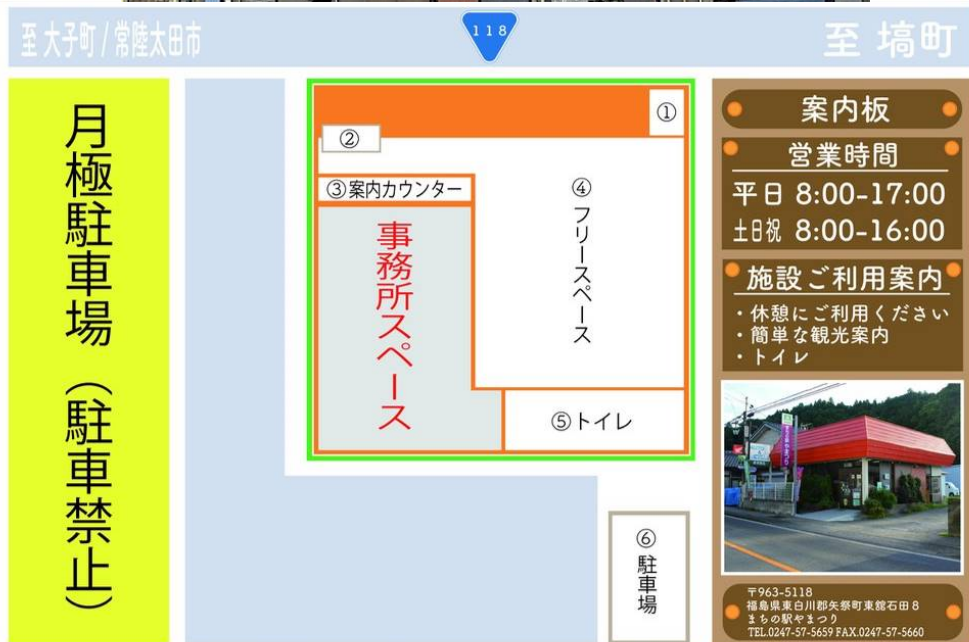 至 大子町 / 常陸太田市
118
至 塙町
月極駐車場（駐車禁止）
①
②
③案内カウンター
事務所スペース
④フリースペース
⑤トイレ
⑥駐車場
案内板
営業時間
平日 8:00-17:00
土日祝 8:00-16:00
施設ご利用案内
・休憩にご利用ください
・簡単な観光案内
・トイレ
〒963-5118
福島県東白川郡矢祭町東舘石田8
まちの駅やまつり
TEL.0247-57-5659 FAX.0247-57-5660